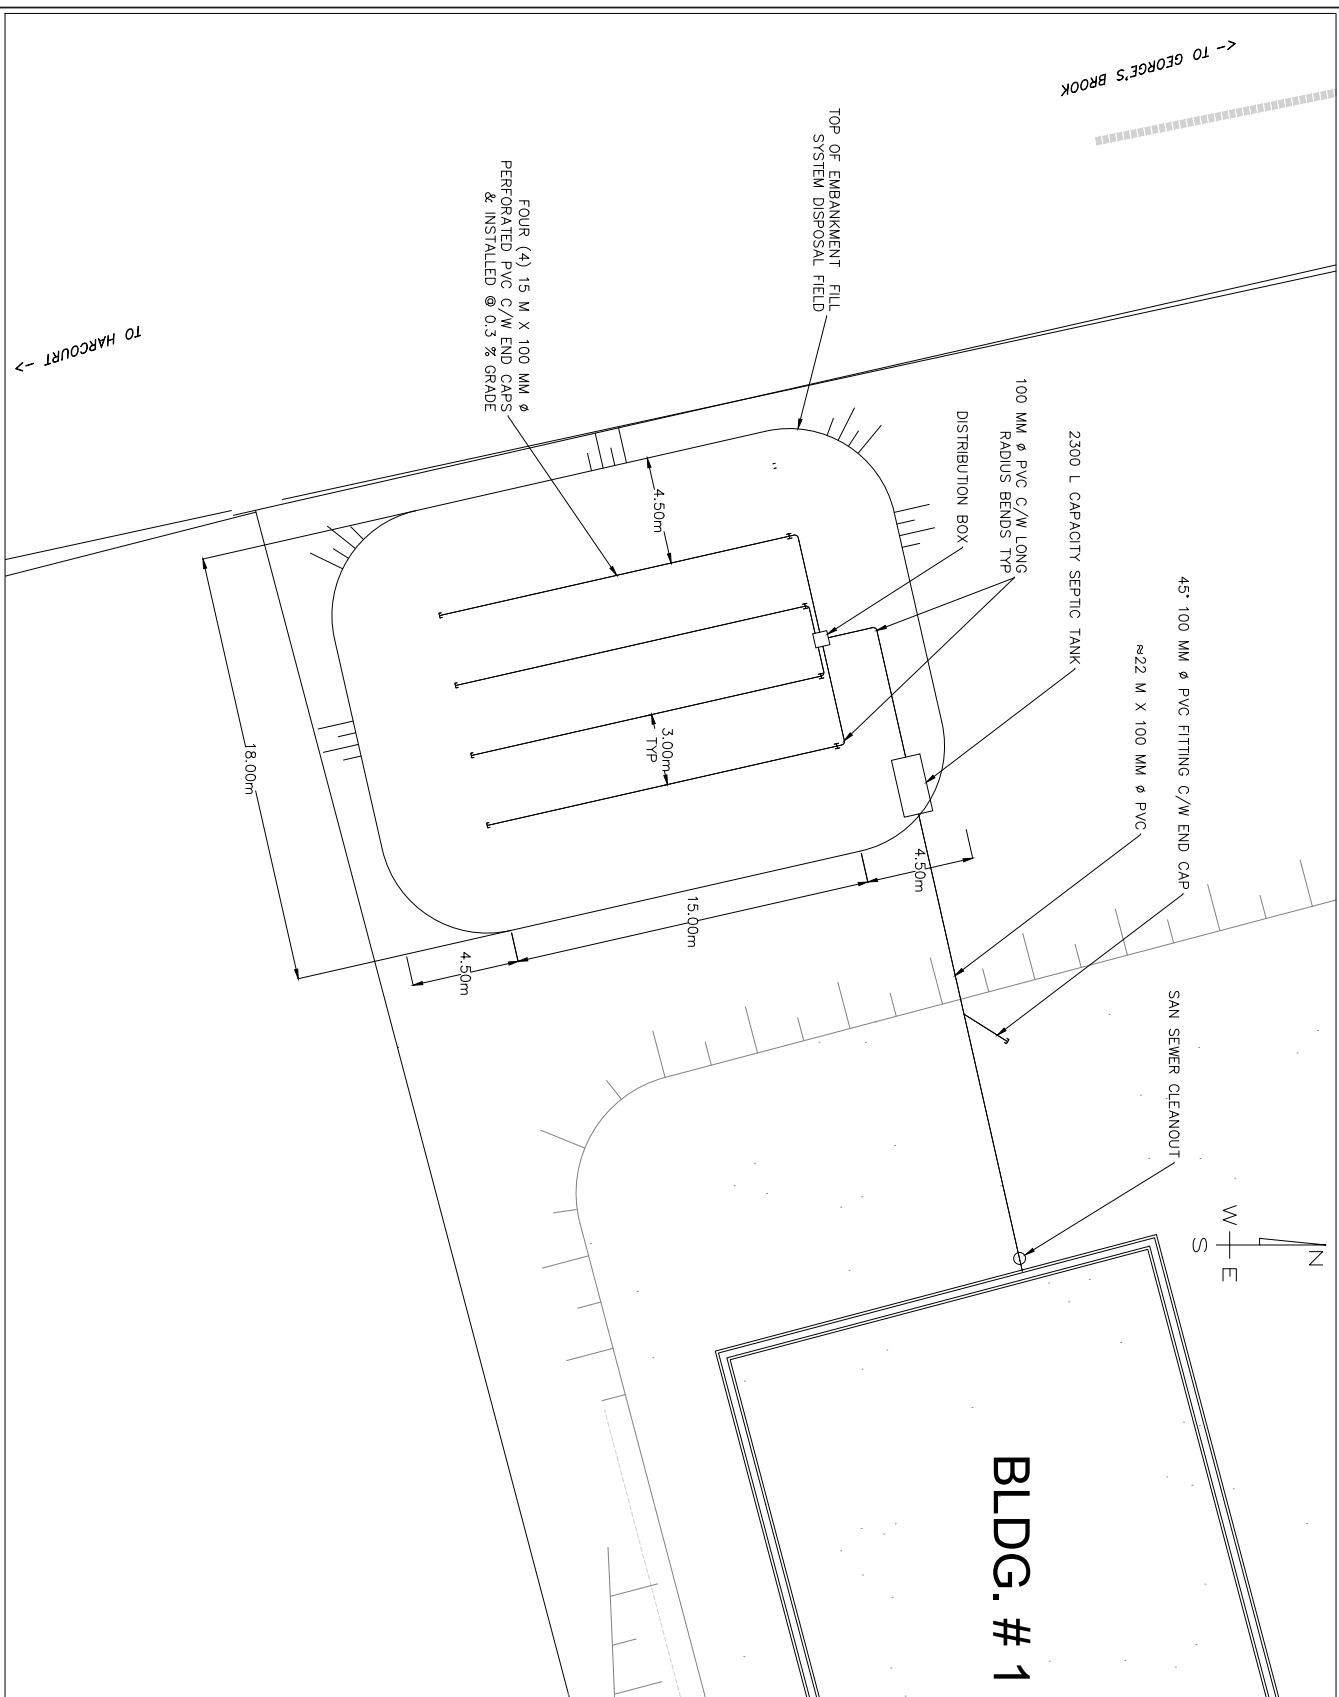 <- TO GEORGE'S BROOK
TO HARCOURT ->
TOP OF EMBANKMENT FILL
SYSTEM DISPOSAL FIELD
FOUR (4) 15 M X 100 MM ø
PERFORATED PVC C/W END CAPS
& INSTALLED @ 0.3 % GRADE
100 MM ø PVC C/W LONG
RADIUS BENDS TYP
DISTRIBUTION BOX
2300 L CAPACITY SEPTIC TANK
45° 100 MM ø PVC FITTING C/W END CAP
≈22 M X 100 MM ø PVC
SAN SEWER CLEANOUT
4.50m
3.00m
TYP
18.00m
4.50m
15.00m
4.50m
N
W
E
S
BLDG. # 1